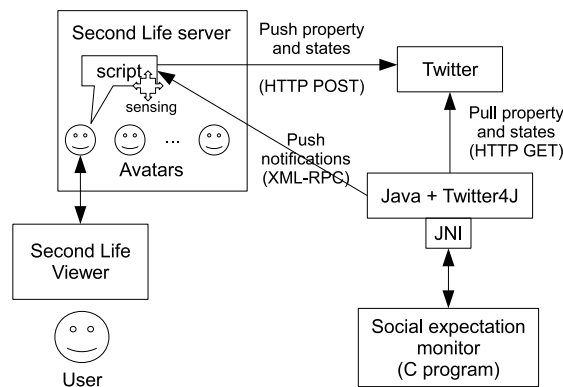 Second Life server
script
sensing
...
Avatars
Push property
and states
(HTTP POST)
Twitter
Push
notifications
(XML-RPC)
Pull property
and states
(HTTP GET)
Java + Twitter4J
JNI
Second Life
Viewer
User
Social expectation
monitor
(C program)